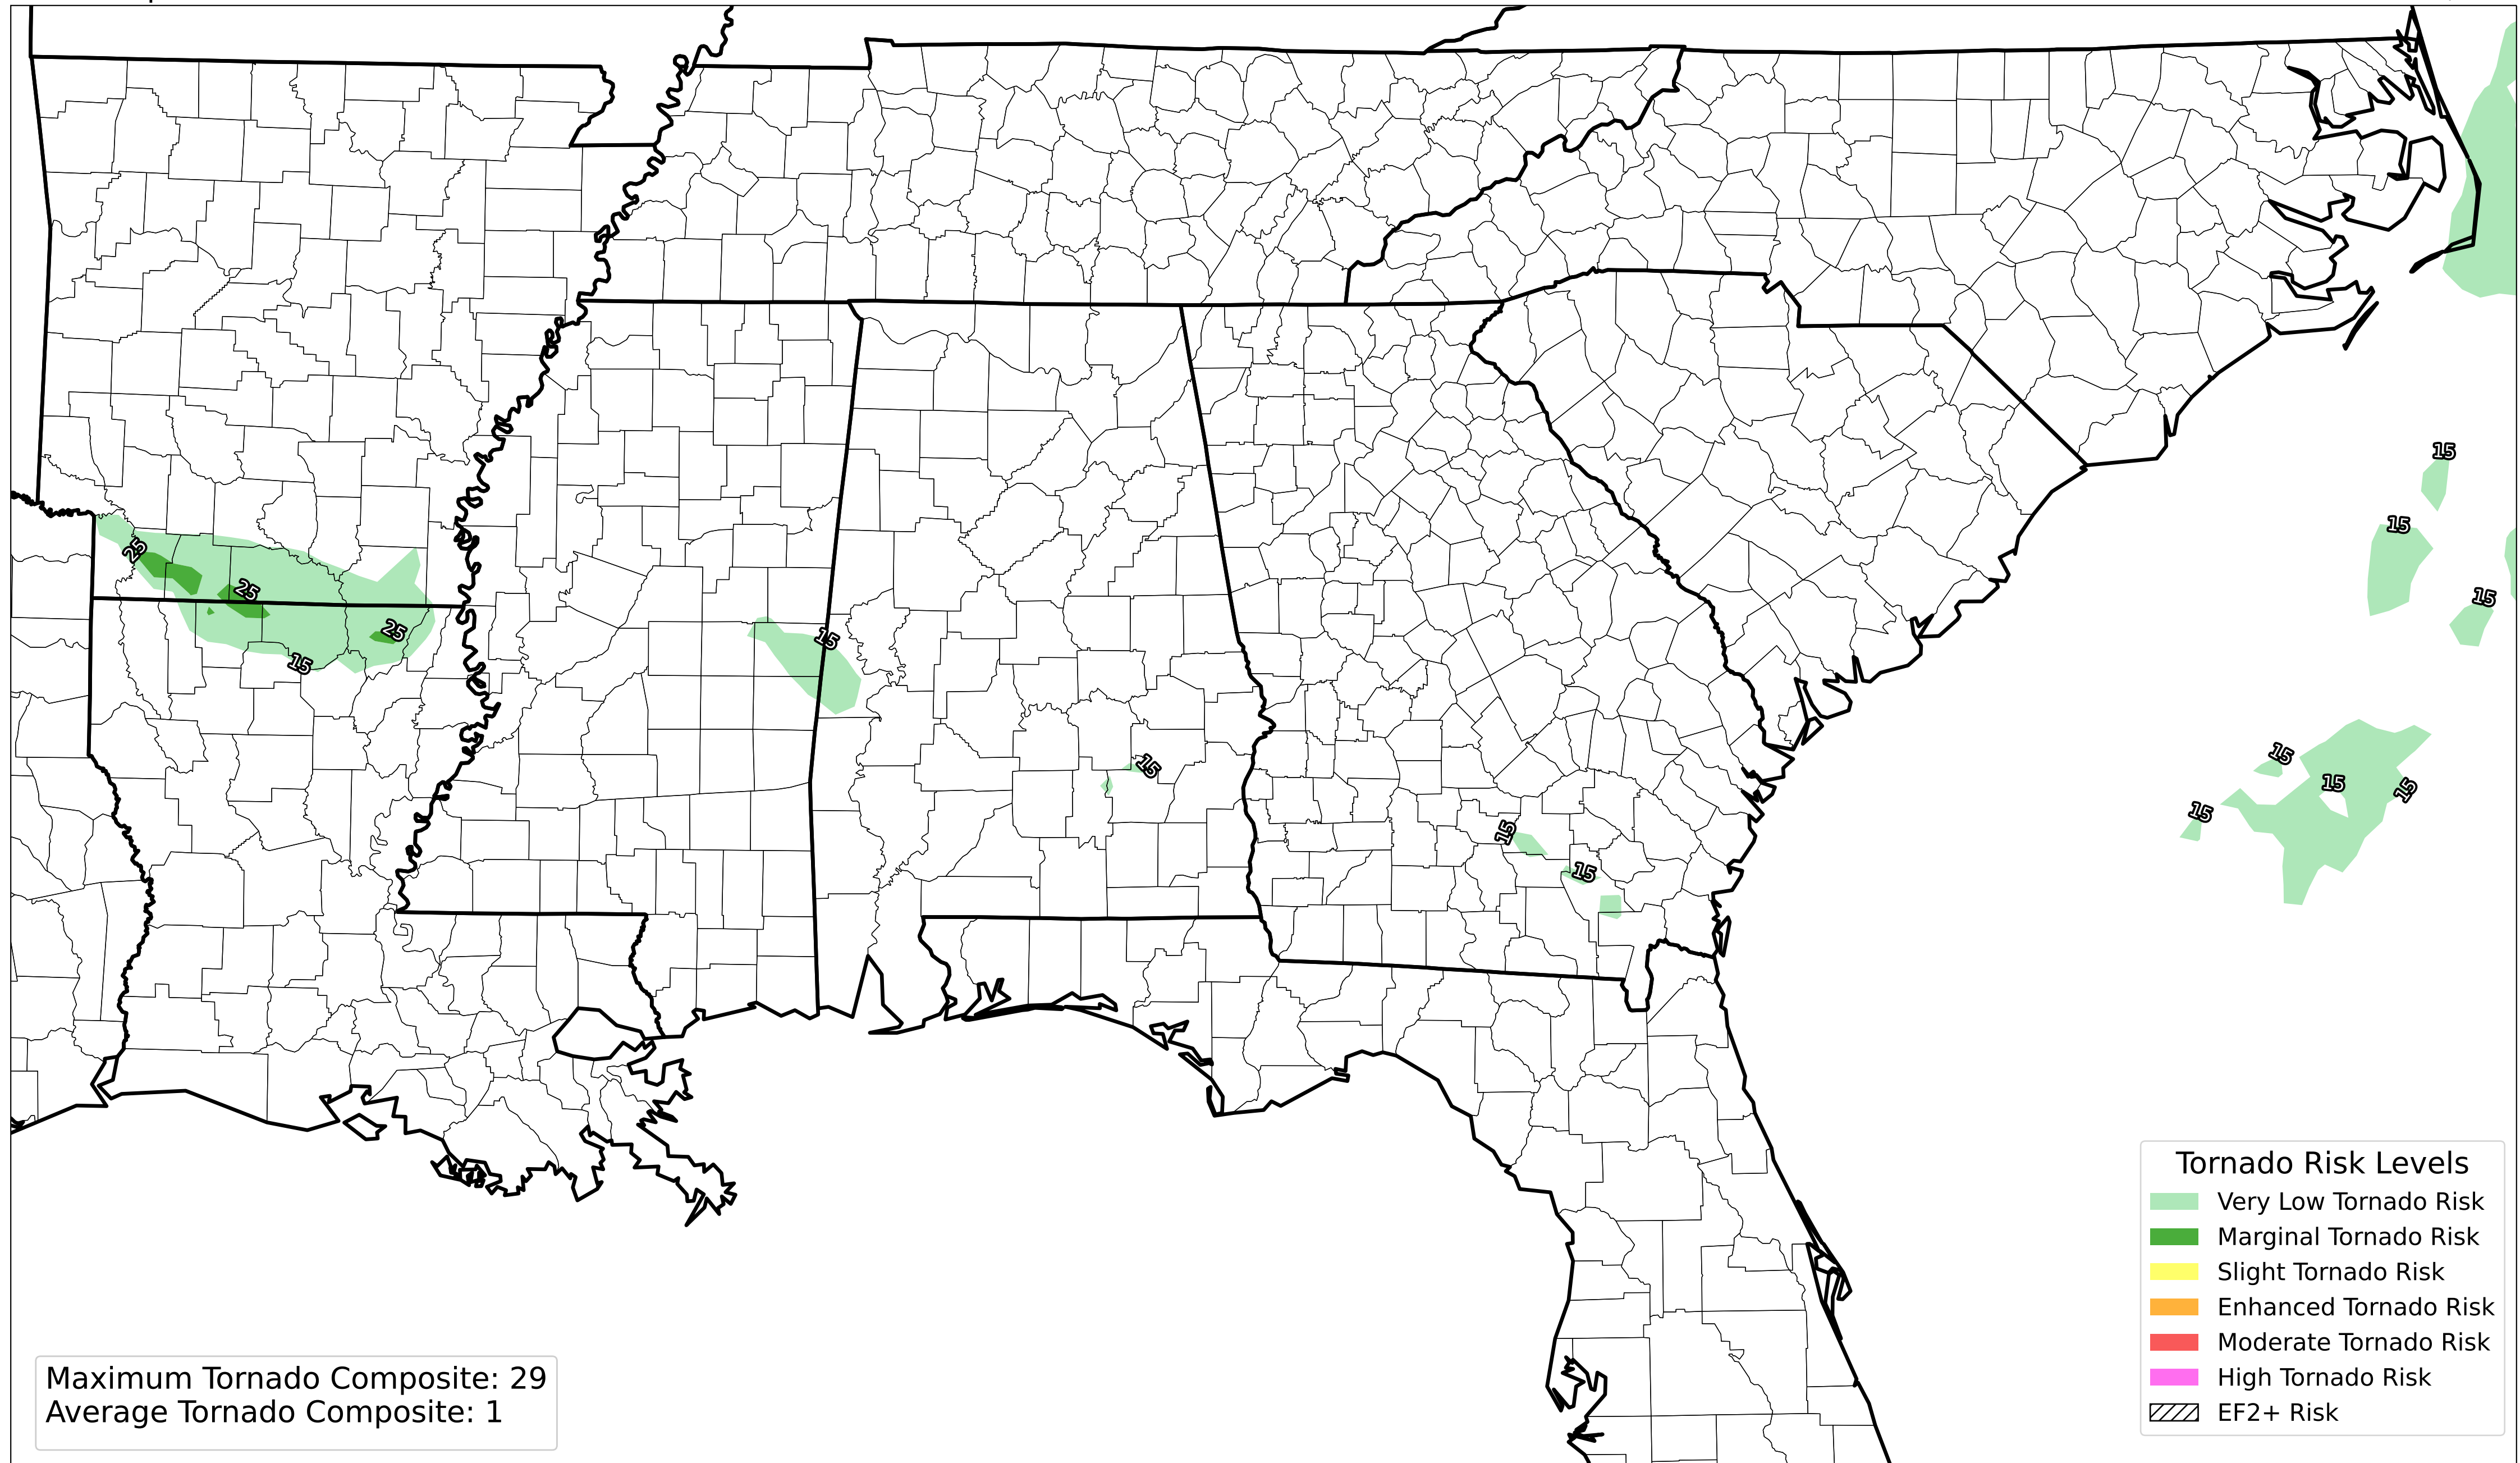 15
15
25
25
15
25
15
15
15
15
15
15
15
15
15
15
Tornado Risk Levels
Very Low Tornado Risk
Marginal Tornado Risk
Slight Tornado Risk
Enhanced Tornado Risk
Moderate Tornado Risk
High Tornado Risk
EF2+ Risk
Maximum Tornado Composite: 29
Average Tornado Composite: 1